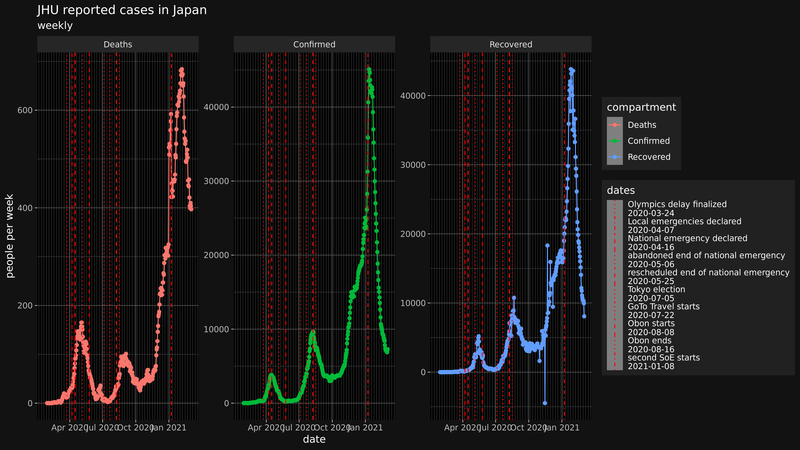 JHU reported cases in Japan
weekly
Deaths
Confirmed
Recovered
people per week
600
400
200
0
40000
30000
20000
10000
0
40000
30000
20000
10000
0
Apr 2020 Jul 2020 Oct 2020 Jan 2021
Apr 2020 Jul 2020 Oct 2020 Jan 2021
Apr 2020 Jul 2020 Oct 2020 Jan 2021
date
compartment
Deaths
Confirmed
Recovered
dates
Olympics delay finalized
2020-03-24
Local emergencies declared
2020-04-07
National emergency declared
2020-04-16
abandoned end of national emergency
2020-05-06
rescheduled end of national emergency
2020-05-25
Tokyo election
2020-07-05
GoTo Travel starts
2020-07-22
Obon starts
2020-08-08
Obon ends
2020-08-16
second SoE starts
2021-01-08